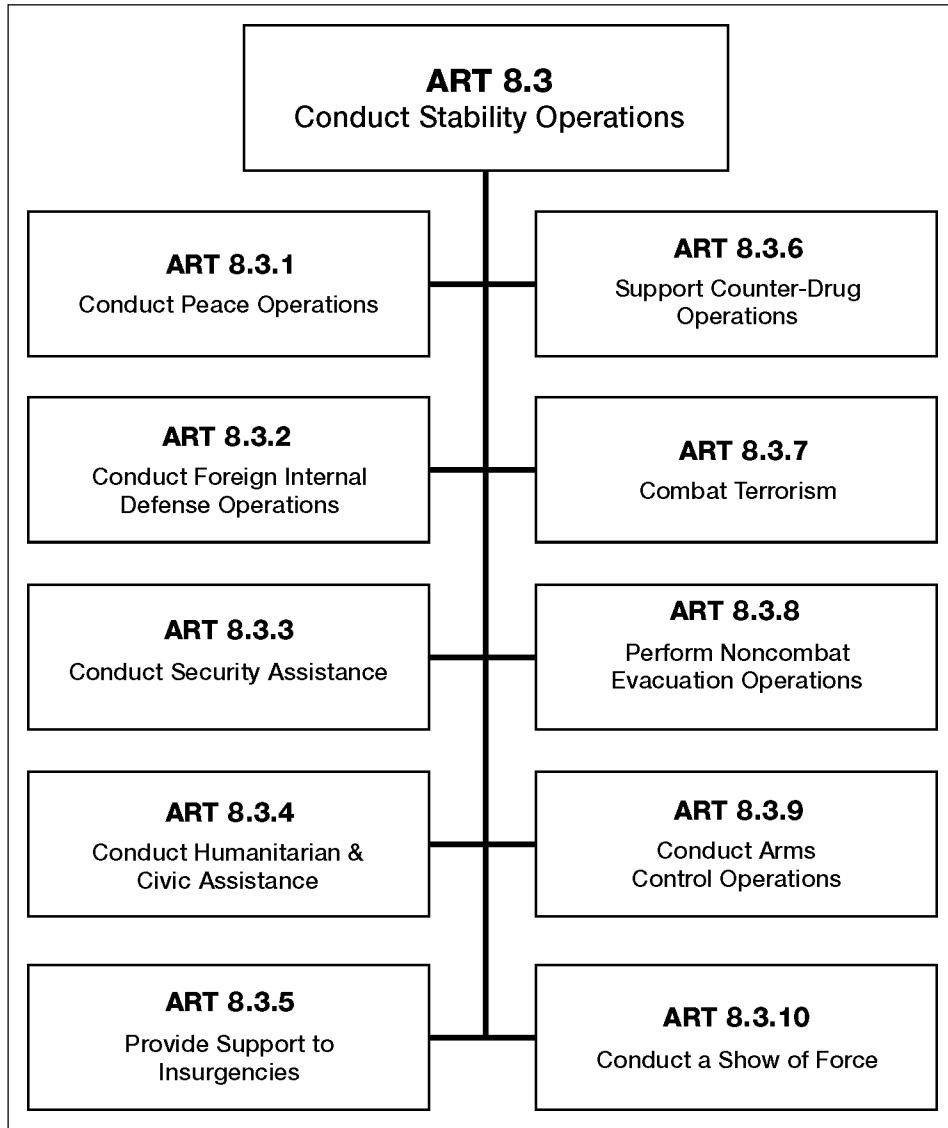 ART 8.3
Conduct Stability Operations
ART 8.3.1
Conduct Peace Operations
ART 8.3.2
Conduct Foreign Internal
Defense Operations
ART 8.3.3
Conduct Security Assistance
ART 8.3.4
Conduct Humanitarian &
Civic Assistance
ART 8.3.5
Provide Support to
Insurgencies
ART 8.3.6
Support Counter-Drug
Operations
ART 8.3.7
Combat Terrorism
ART 8.3.8
Perform Noncombat
Evacuation Operations
ART 8.3.9
Conduct Arms
Control Operations
ART 8.3.10
Conduct a Show of Force